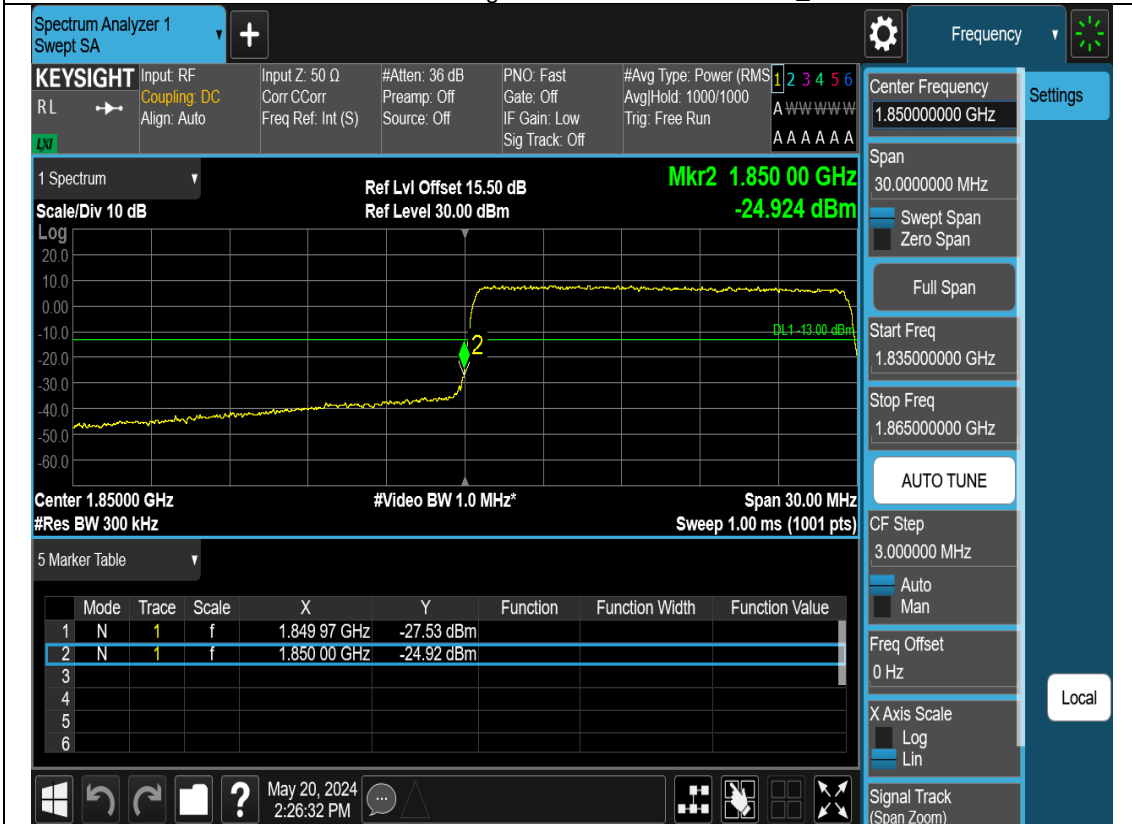 Spectrum Analyzer 1
Swept SA
+
Frequency
KEYSIGHT
R L
LXI
Input: RF
Coupling: DC
Align: Auto
Input Z: 50 Ω
Corr CCorr
Freq Ref: Int (S)
#Atten: 36 dB
Preamp: Off
Source: Off
PNO: Fast
Gate: Off
IF Gain: Low
Sig Track: Off
#Avg Type: Power (RMS
Avg|Hold: 1000/1000
Trig: Free Run
1 2 3 4 5 6
A W W W W W
A A A A A A
1 Spectrum
Scale/Div 10 dB
Log
Ref Lvl Offset 15.50 dB
Ref Level 30.00 dBm
Mkr2 1.850 00 GHz
-24.924 dBm
20.0
10.0
0.00
-10.0
-20.0
-30.0
-40.0
-50.0
-60.0
DL1 -13.00 dBm
2
Center 1.85000 GHz
#Res BW 300 kHz
#Video BW 1.0 MHz*
Span 30.00 MHz
Sweep 1.00 ms (1001 pts)
5 Marker Table
Mode Trace Scale X Y Function Function Width Function Value
1 N 1 f 1.849 97 GHz -27.53 dBm
2 N 1 f 1.850 00 GHz -24.92 dBm
3
4
5
6
?
May 20, 2024
2:26:32 PM
Center Frequency
1.850000000 GHz
Settings
Span
30.0000000 MHz
Swept Span
Zero Span
Full Span
Start Freq
1.835000000 GHz
Stop Freq
1.865000000 GHz
AUTO TUNE
CF Step
3.000000 MHz
Auto
Man
Freq Offset
0 Hz
Local
X Axis Scale
Log
Lin
Signal Track
(Span Zoom)